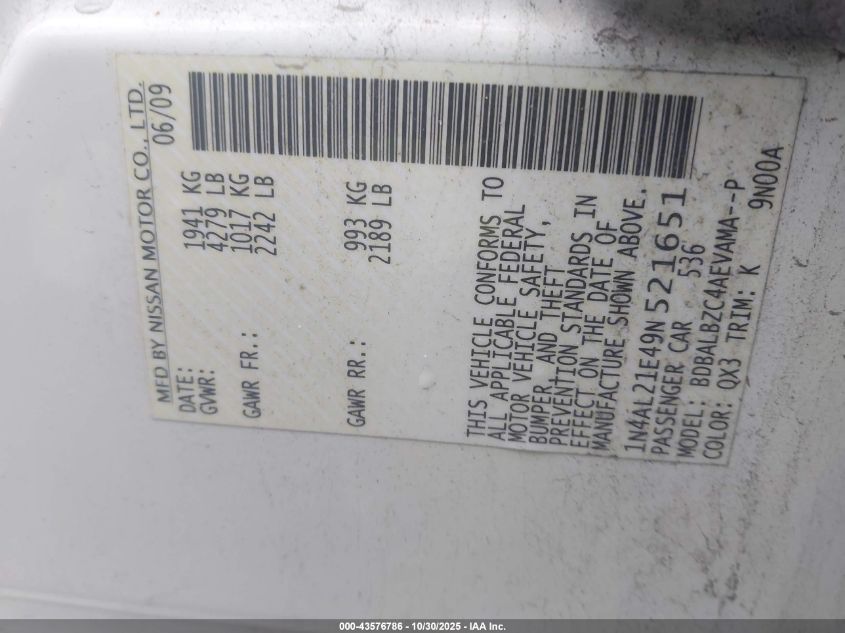 MFD BY NISSAN MOTOR CO., LTD.
DATE: 06/09
GVWR: 1941 KG
4279 LB
GAWR FR.: 1017 KG
2242 LB
GAWR RR.: 993 KG
2189 LB
THIS VEHICLE CONFORMS TO
ALL APPLICABLE FEDERAL
MOTOR VEHICLE SAFETY,
BUMPER AND THEFT
PREVENTION STANDARDS IN
EFFECT ON THE DATE OF
MANUFACTURE SHOWN ABOVE.
1N4AL21E49N521651
PASSENGER CAR 536
MODEL: BDBALBZC4AEVAMA--P
COLOR: QX3 TRIM: K 9N00A
000-43576786 - 10/30/2025 - IAA Inc.